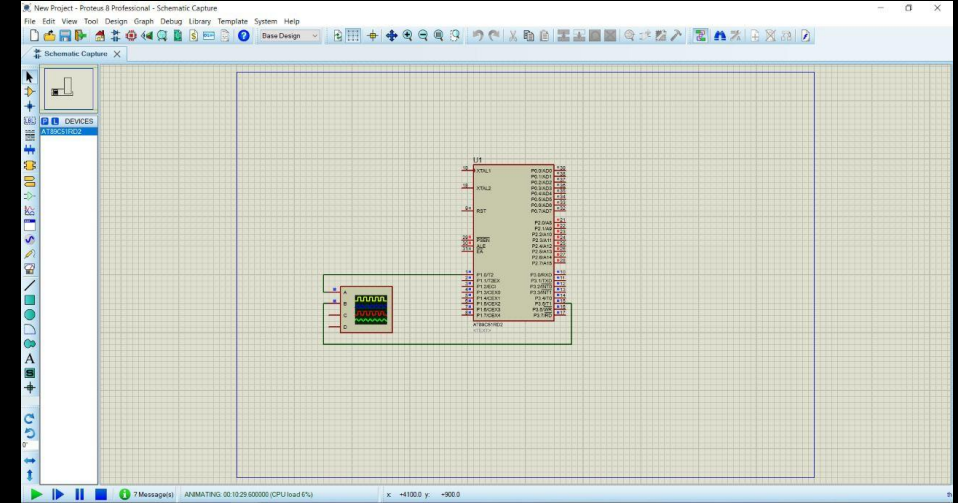 New Project - Proteus 8 Professional - Schematic Capture
File Edit View Tool Design Graph Debug Library Template System Help
Base Design
Schematic Capture
P L DEVICES
AT89C51RD2
U1
XTAL1
XTAL2
RST
PSEN
ALE
EA
P1.0/T2
P1.1/T2EX
P1.2/ECI
P1.3/CEX0
P1.4/CEX1
P1.5/CEX2
P1.6/CEX3
P1.7/CEX4
P0.0/AD0
P0.1/AD1
P0.2/AD2
P0.3/AD3
P0.4/AD4
P0.5/AD5
P0.6/AD6
P0.7/AD7
P2.0/A8
P2.1/A9
P2.2/A10
P2.3/A11
P2.4/A12
P2.5/A13
P2.6/A14
P2.7/A15
P3.0/RXD
P3.1/TXD
P3.2/INT0
P3.3/INT1
P3.4/T0
P3.5/T1
P3.6/WR
P3.7/RD
AT89C51RD2
<TEXT>
A
B
C
D
7 Message(s)
ANIMATING: 00:10:29.600000 (CPU load 6%)
x: +4100.0 y: +900.0
th